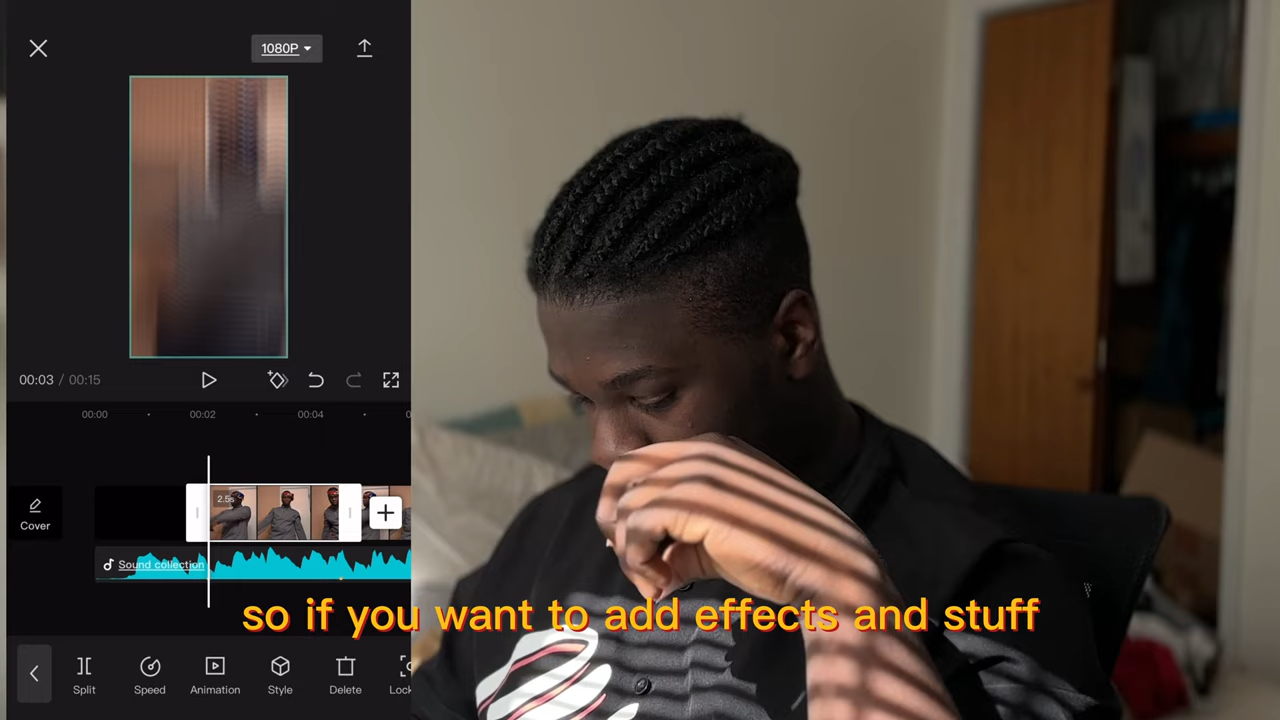 1080P
00:03 / 00:15
00:00
00:02
00:04
2.5s
Cover
Sound collection
so if you want to add effects and stuff
Split
Speed
Animation
Style
Delete